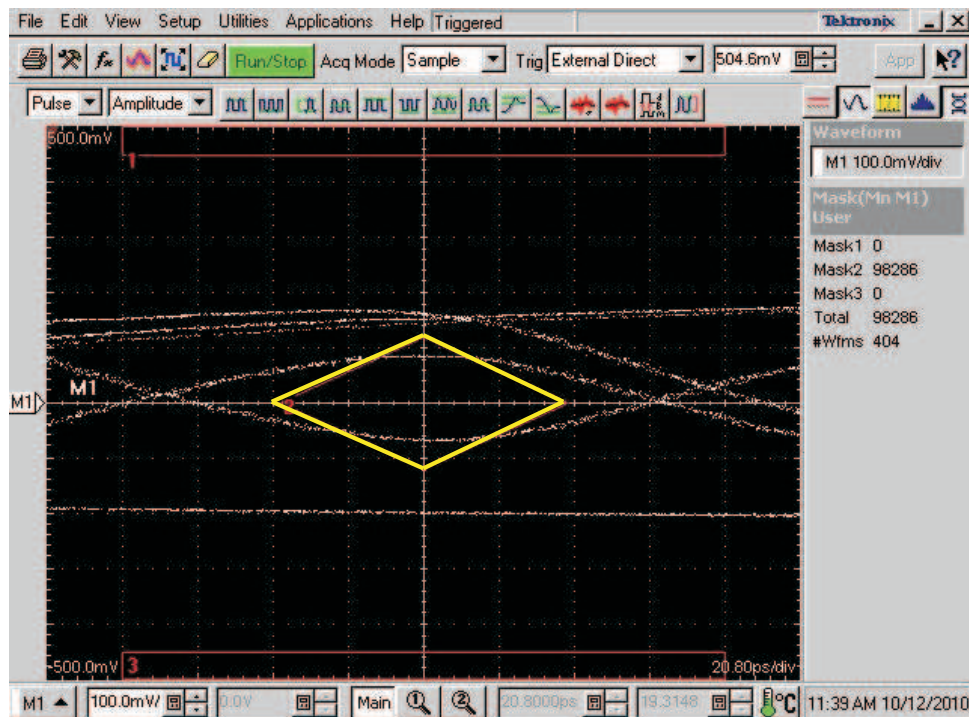 File Edit View Setup Utilities Applications Help Triggered Tektronix
Run/Stop Acq Mode Sample Trig External Direct 504.6mV App
Pulse Amplitude
500.0mV
1
Waveform
M1 100.0mV/div
Mask(Mn M1)
User
Mask1 0
Mask2 98286
Mask3 0
Total 98286
#Wfms 404
M1
M1
2
-500.0mV 3 20.80ps/div
M1 100.0mV/ 0.0V Main 1 2 20.8000ps 19.3148 °C 11:39 AM 10/12/2010